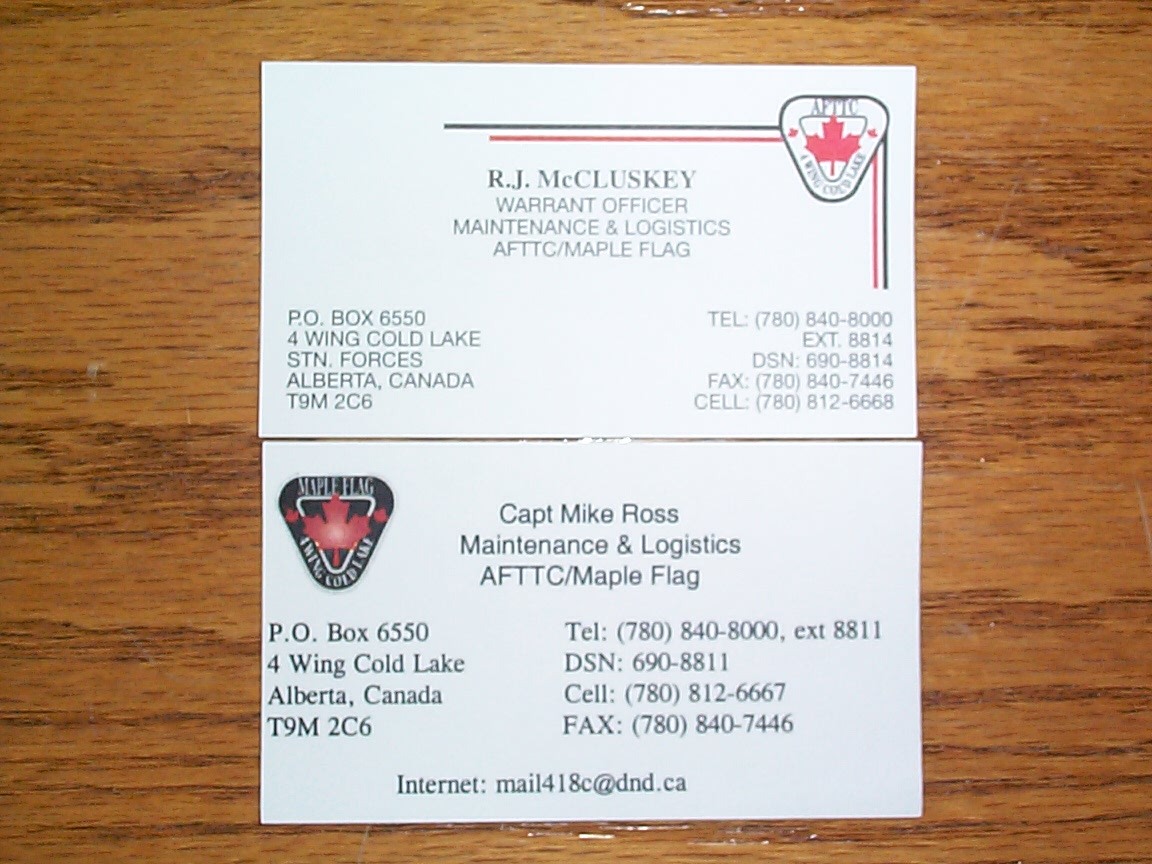 AFTTC
4 WING COLD LAKE
R.J. McCLUSKEY
WARRANT OFFICER
MAINTENANCE & LOGISTICS
AFTTC/MAPLE FLAG
P.O. BOX 6550
4 WING COLD LAKE
STN. FORCES
ALBERTA, CANADA
T9M 2C6
TEL: (780) 840-8000
EXT. 8814
DSN: 690-8814
FAX: (780) 840-7446
CELL: (780) 812-6668
MAPLE FLAG
4 WING COLD LAKE
Capt Mike Ross
Maintenance & Logistics
AFTTC/Maple Flag
P.O. Box 6550
4 Wing Cold Lake
Alberta, Canada
T9M 2C6
Tel: (780) 840-8000, ext 8811
DSN: 690-8811
Cell: (780) 812-6667
FAX: (780) 840-7446
Internet: mail418c@dnd.ca